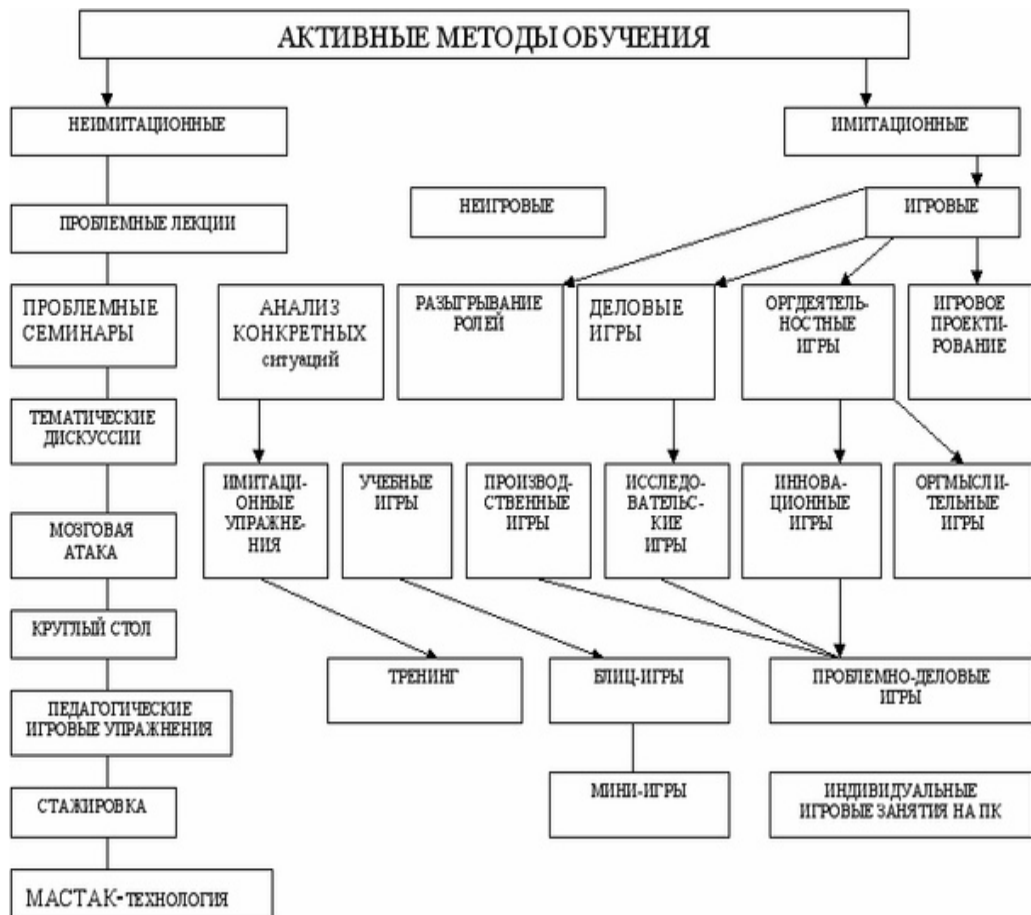 АКТИВНЫЕ МЕТОДЫ ОБУЧЕНИЯ
НЕИМИТАЦИОННЫЕ
ИМИТАЦИОННЫЕ
НЕИГРОВЫЕ
ИГРОВЫЕ
ПРОБЛЕМНЫЕ ЛЕКЦИИ
ПРОБЛЕМНЫЕ
СЕМИНАРЫ
АНАЛИЗ
КОНКРЕТНЫХ
ситуаций
РАЗЫГРЫВАНИЕ
РОЛЕЙ
ДЕЛОВЫЕ
ИГРЫ
ОРГДЕЯТЕЛЬ-
НОСТНЫЕ
ИГРЫ
ИГРОВОЕ
ПРОЕКТИ-
РОВАНИЕ
ТЕМАТИЧЕСКИЕ
ДИСКУССИИ
ИМИТАЦИ-
ОННЫЕ
УПРАЖНЕ-
НИЯ
УЧЕБНЫЕ
ИГРЫ
ПРОИЗВОД-
СТВЕННЫЕ
ИГРЫ
ИССЛЕДО-
ВАТЕЛЬС-
КИЕ
ИГРЫ
ИННОВА-
ЦИОННЫЕ
ИГРЫ
ОРГМЫСЛИ-
ТЕЛЬНЫЕ
ИГРЫ
МОЗГОВАЯ
АТАКА
КРУГЛЫЙ СТОЛ
ТРЕНИНГ
БЛИЦ-ИГРЫ
ПРОБЛЕМНО-ДЕЛОВЫЕ
ИГРЫ
ПЕДАГОГИЧЕСКИЕ
ИГРОВЫЕ УПРАЖНЕНИЯ
МИНИ-ИГРЫ
ИНДИВИДУАЛЬНЫЕ
ИГРОВЫЕ ЗАНЯТИЯ НА ПК
СТАЖИРОВКА
МАСТАК-ТЕХНОЛОГИЯ